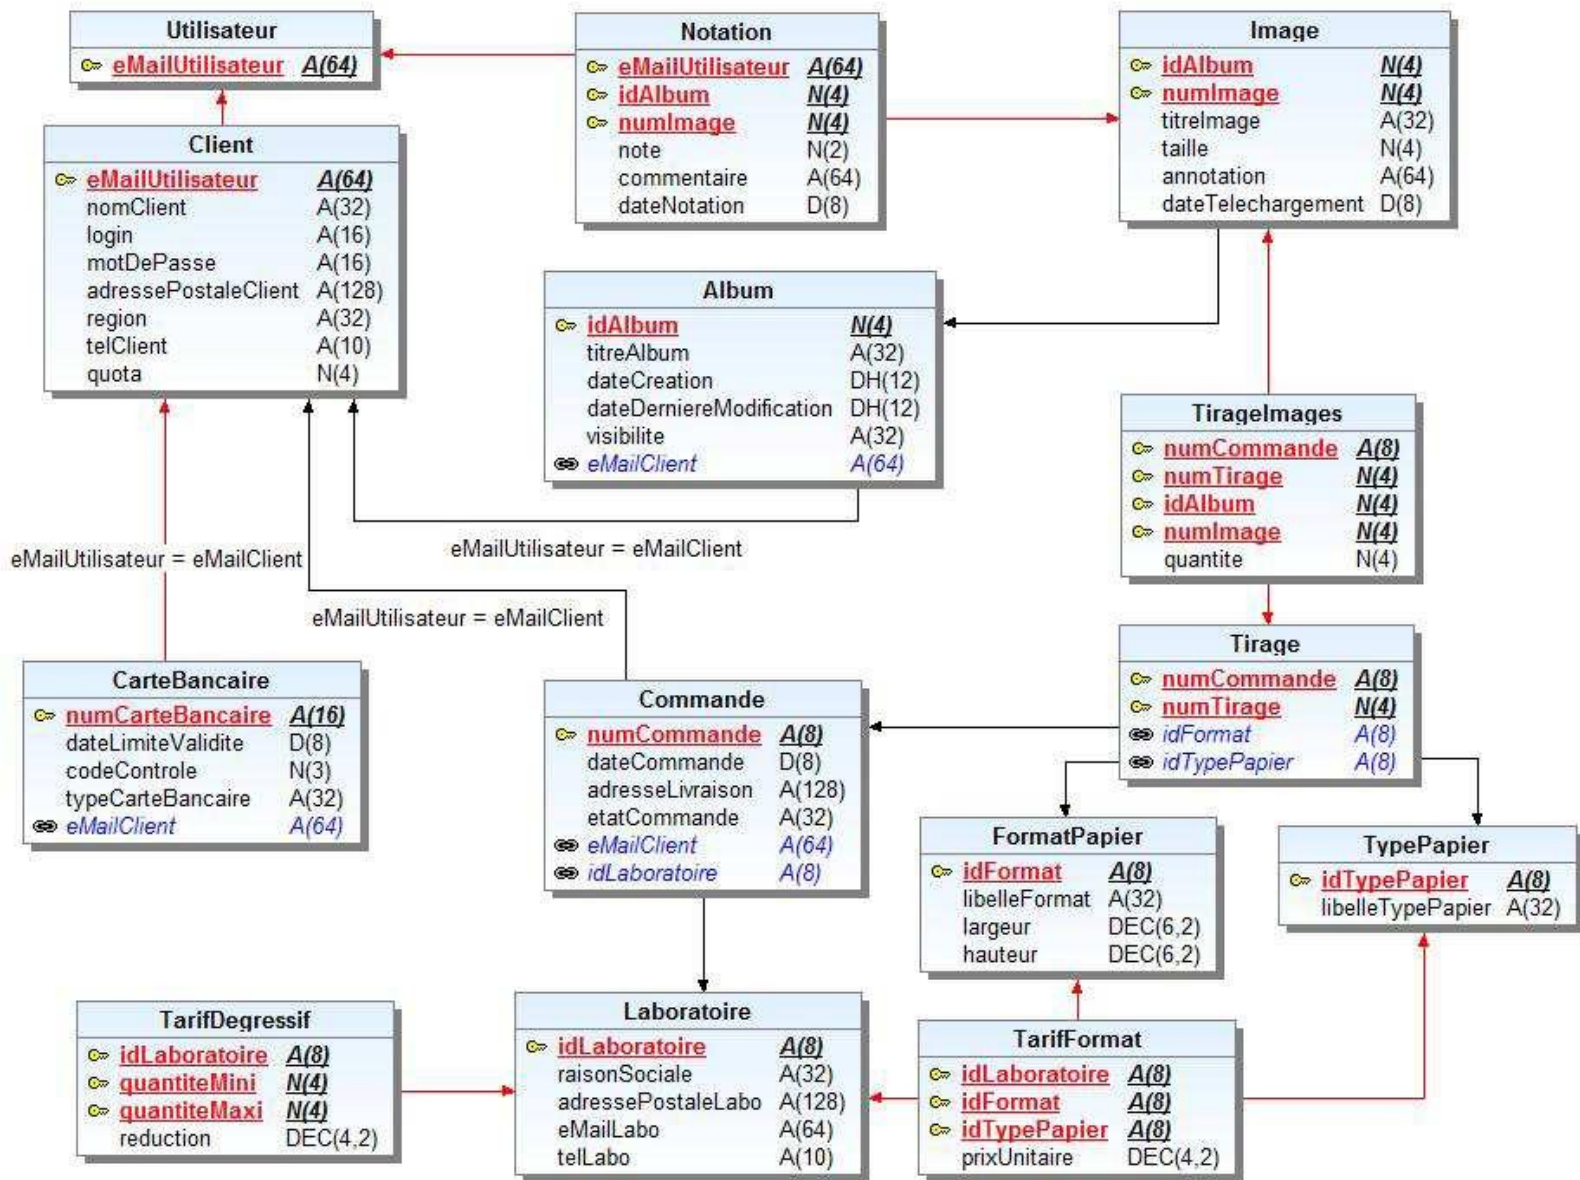 Utilisateur
eMailUtilisateur A(64)
Notation
eMailUtilisateur A(64)
idAlbum N(4)
numImage N(4)
note N(2)
commentaire A(64)
dateNotation D(8)
Image
idAlbum N(4)
numImage N(4)
titreImage A(32)
taille N(4)
annotation A(64)
dateTelechargement D(8)
Client
eMailUtilisateur A(64)
nomClient A(32)
login A(16)
motDePasse A(16)
adressePostaleClient A(128)
region A(32)
telClient A(10)
quota N(4)
Album
idAlbum N(4)
titreAlbum A(32)
dateCreation DH(12)
dateDerniereModification DH(12)
visibilite A(32)
eMailClient A(64)
TirageImages
numCommande A(8)
numTirage N(4)
idAlbum N(4)
numImage N(4)
quantite N(4)
eMailUtilisateur = eMailClient
eMailUtilisateur = eMailClient
eMailUtilisateur = eMailClient
CarteBancaire
numCarteBancaire A(16)
dateLimiteValidite D(8)
codeControle N(3)
typeCarteBancaire A(32)
eMailClient A(64)
Commande
numCommande A(8)
dateCommande D(8)
adresseLivraison A(128)
etatCommande A(32)
eMailClient A(64)
idLaboratoire A(8)
Tirage
numCommande A(8)
numTirage N(4)
idFormat A(8)
idTypePapier A(8)
FormatPapier
idFormat A(8)
libelleFormat A(32)
largeur DEC(6,2)
hauteur DEC(6,2)
TypePapier
idTypePapier A(8)
libelleTypePapier A(32)
TarifDegressif
idLaboratoire A(8)
quantiteMini N(4)
quantiteMaxi N(4)
reduction DEC(4,2)
Laboratoire
idLaboratoire A(8)
raisonSociale A(32)
adressePostaleLabo A(128)
eMailLabo A(64)
telLabo A(10)
TarifFormat
idLaboratoire A(8)
idFormat A(8)
idTypePapier A(8)
prixUnitaire DEC(4,2)